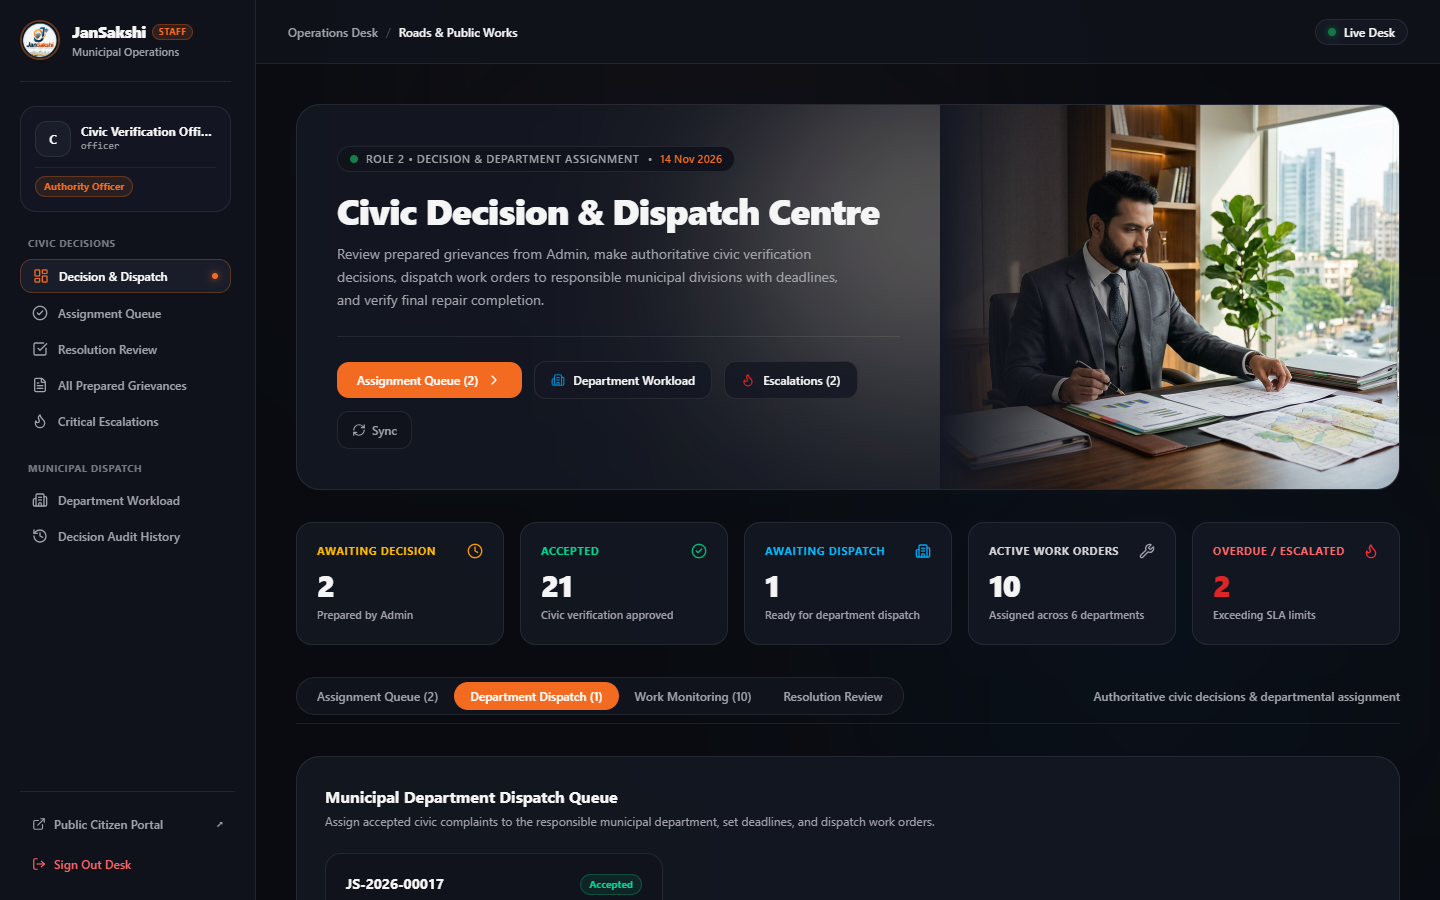 JanSakshi STAFF
Municipal Operations
C
Civic Verification Offi...
officer
Authority Officer
CIVIC DECISIONS
Decision & Dispatch
Assignment Queue
Resolution Review
All Prepared Grievances
Critical Escalations
MUNICIPAL DISPATCH
Department Workload
Decision Audit History
Public Citizen Portal ↗
Sign Out Desk
Operations Desk / Roads & Public Works
Live Desk
ROLE 2 • DECISION & DEPARTMENT ASSIGNMENT • 14 Nov 2026
Civic Decision & Dispatch Centre
Review prepared grievances from Admin, make authoritative civic verification
decisions, dispatch work orders to responsible municipal divisions with deadlines,
and verify final repair completion.
Assignment Queue (2)
Department Workload
Escalations (2)
Sync
AWAITING DECISION
2
Prepared by Admin
ACCEPTED
21
Civic verification approved
AWAITING DISPATCH
1
Ready for department dispatch
ACTIVE WORK ORDERS
10
Assigned across 6 departments
OVERDUE / ESCALATED
2
Exceeding SLA limits
Assignment Queue (2)
Department Dispatch (1)
Work Monitoring (10)
Resolution Review
Authoritative civic decisions & departmental assignment
Municipal Department Dispatch Queue
Assign accepted civic complaints to the responsible municipal department, set deadlines, and dispatch work orders.
JS-2026-00017
Accepted